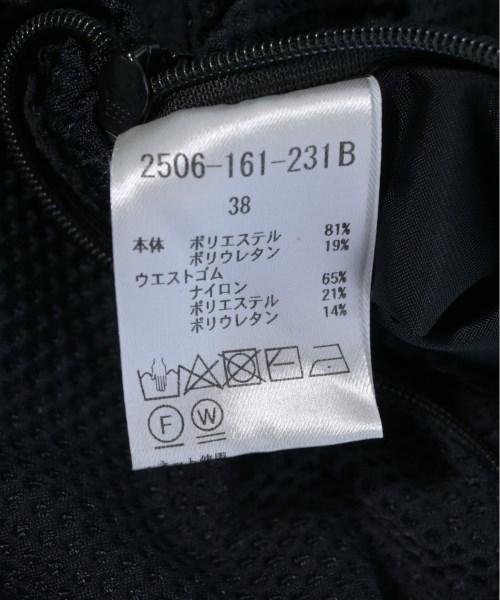 2506-161-231B
38
本体 ポリエステル 81%
ポリウレタン 19%
ウエストゴム
ナイロン 65%
ポリエステル 21%
ポリウレタン 14%
F W